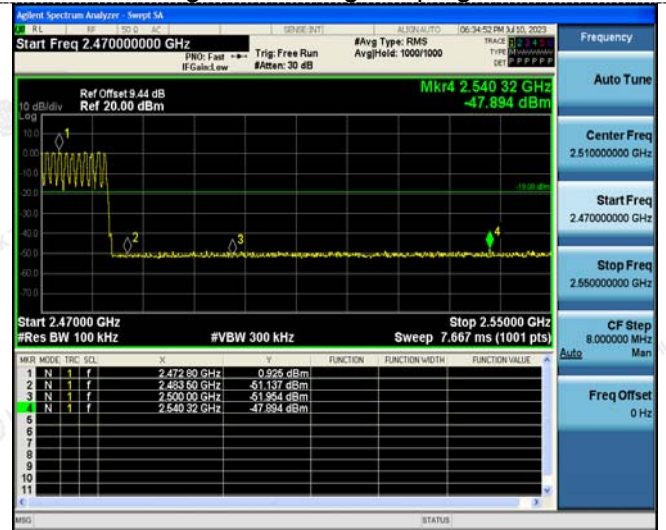 Agilent Spectrum Analyzer - Swept SA
RL RF 50 Ω AC SENSE:INT ALIGNAUTO 06:34:52 PM Jul 10, 2023
Start Freq 2.470000000 GHz
PNO: Fast
IFGain:Low
Trig: Free Run
#Atten: 30 dB
#Avg Type: RMS
Avg|Hold: 1000/1000
TRACE 1 2 3 4 5 6
TYPE MWWWWW
DET P P P P P P
Frequency
Auto Tune
Center Freq
2.510000000 GHz
Start Freq
2.470000000 GHz
Stop Freq
2.550000000 GHz
CF Step
8.000000 MHz
Auto Man
Freq Offset
0 Hz
Mkr4 2.540 32 GHz
-47.894 dBm
Ref Offset 9.44 dB
10 dB/div Ref 20.00 dBm
Log
10.0
0.00
-10.0
-20.0
-30.0
-40.0
-50.0
-60.0
-70.0
1
2
3
4
Start 2.47000 GHz Stop 2.55000 GHz
#Res BW 100 kHz #VBW 300 kHz Sweep 7.667 ms (1001 pts)
MKR MODE TRC SCL X Y FUNCTION FUNCTION WIDTH FUNCTION VALUE
1 N 1 f 2.472 80 GHz 0.925 dBm
2 N 1 f 2.483 50 GHz -51.137 dBm
3 N 1 f 2.500 00 GHz -51.954 dBm
4 N 1 f 2.540 32 GHz -47.894 dBm
5
6
7
8
9
10
11
MSG STATUS